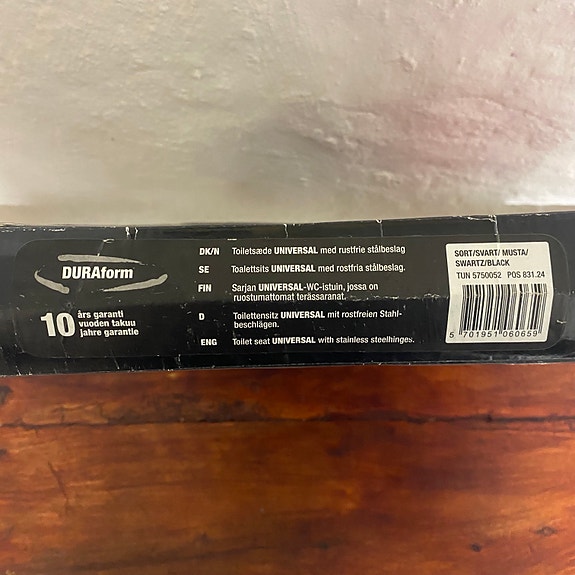 DURAform
10 års garanti
vuoden takuu
jahre garantie
DK/N Toiletsæde UNIVERSAL med rustfrie stålbeslag
SE Toalettsits UNIVERSAL med rostfria stålbeslag.
FIN Sarjan UNIVERSAL-WC-istuin, jossa on
ruostumattomat terässaranat.
D Toilettensitz UNIVERSAL mit rostfreien Stahl-
beschlägen.
ENG Toilet seat UNIVERSAL with stainless steelhinges.
SORT/SVART/ MUSTA/
SWARTZ/BLACK
TUN 5750052 POS 831.24
5 701951 060659